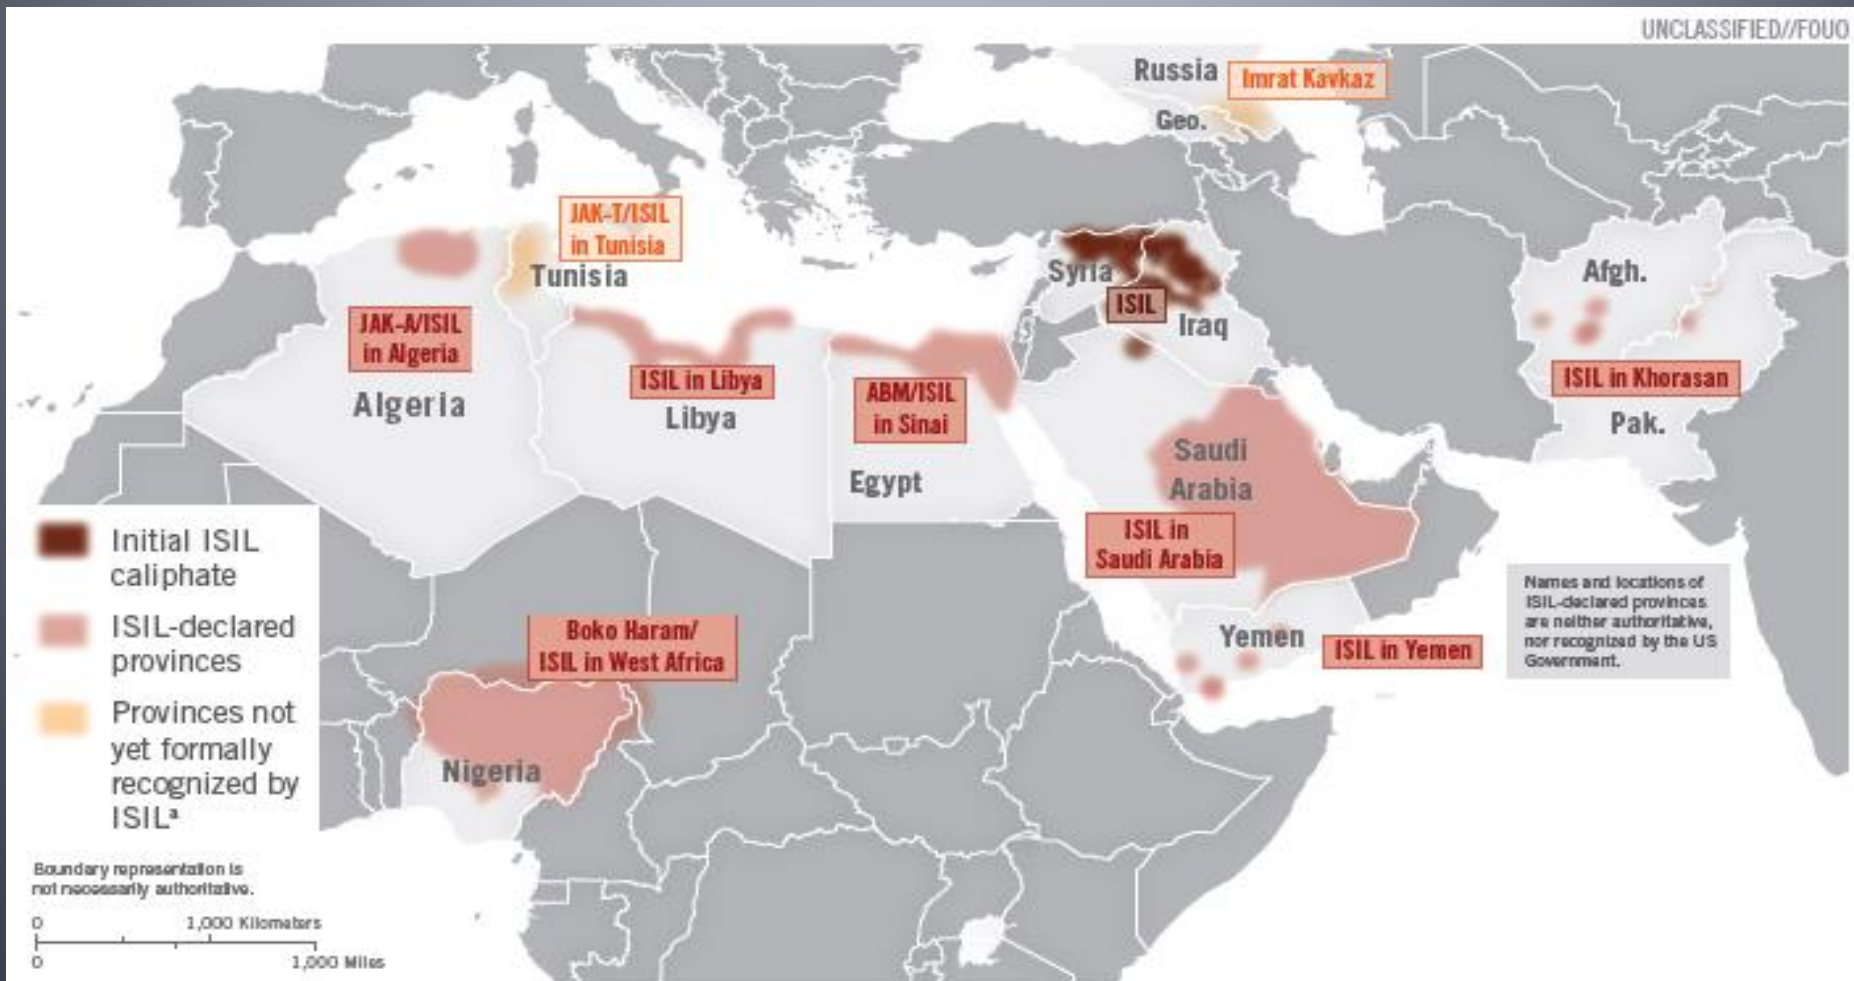 UNCLASSIFIED//FOUO
Russia
Imrat Kavkaz
Geo.
JAK-T/ISIL
in Tunisia
Tunisia
Syria
ISIL
Iraq
Afgh.
JAK-A/ISIL
in Algeria
Algeria
ISIL in Libya
Libya
ABM/ISIL
in Sinai
Egypt
ISIL in Khorasan
Pak.
Saudi
Arabia
ISIL in
Saudi Arabia
Yemen
ISIL in Yemen
Names and locations of
ISIL-declared provinces
are neither authoritative,
nor recognized by the US
Government.
Boko Haram/
ISIL in West Africa
Nigeria
Initial ISIL
caliphate
ISIL-declared
provinces
Provinces not
yet formally
recognized by
ISILª
Boundary representation is
not necessarily authoritative.
0 1,000 Kilometers
0 1,000 Miles